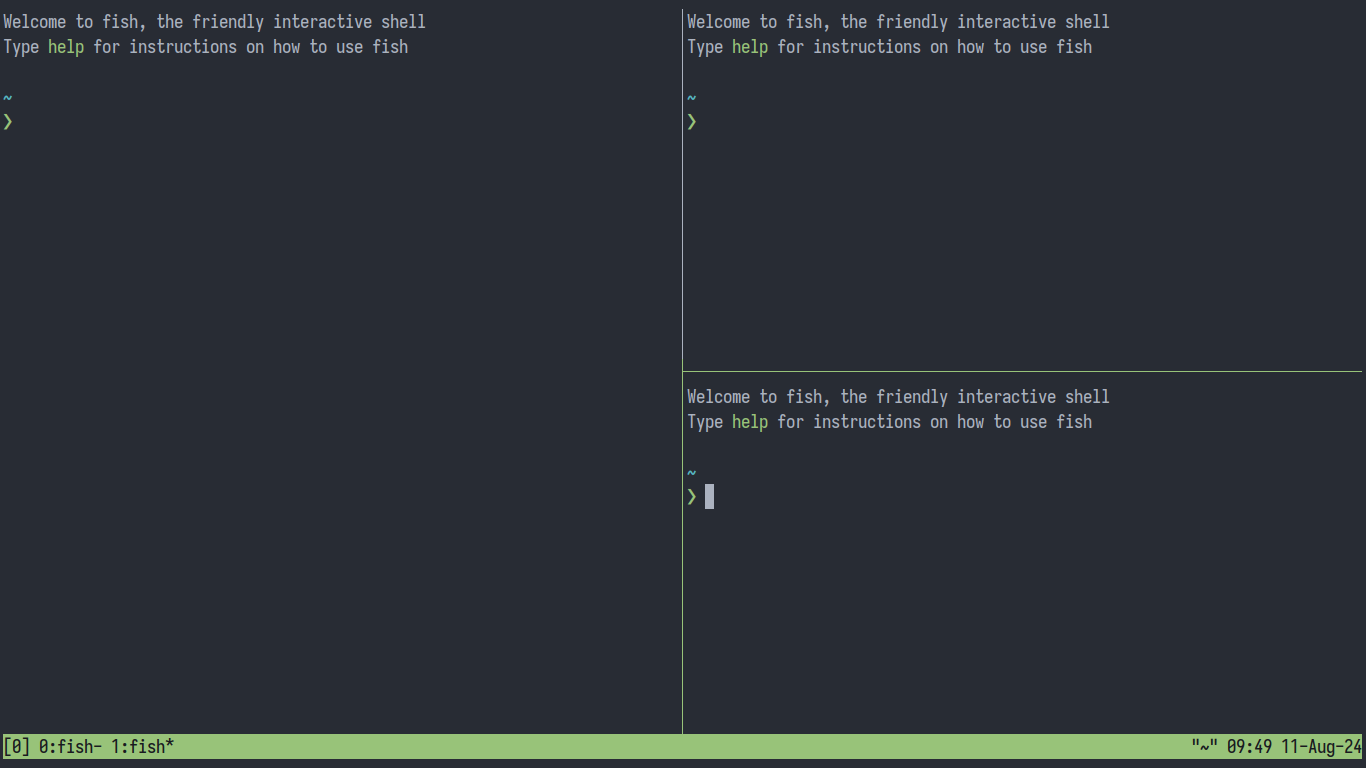 Welcome to fish, the friendly interactive shell
Type help for instructions on how to use fish
~
❯
Welcome to fish, the friendly interactive shell
Type help for instructions on how to use fish
~
❯
Welcome to fish, the friendly interactive shell
Type help for instructions on how to use fish
~
❯
[0] 0:fish- 1:fish* "~" 09:49 11-Aug-24